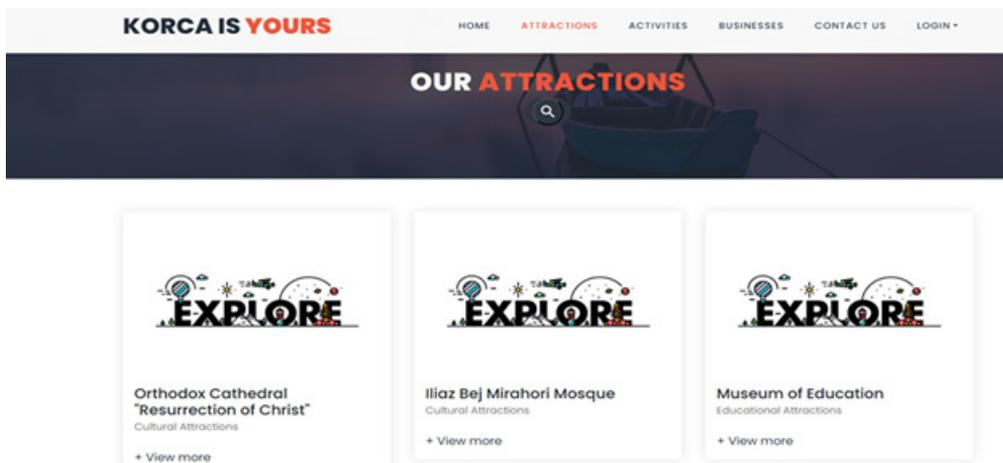 KORCA IS YOURS
HOME ATTRACTIONS ACTIVITIES BUSINESSES CONTACT US LOGIN
OUR ATTRACTIONS
EXPLORE
EXPLORE
EXPLORE
Orthodox Cathedral
"Resurrection of Christ"
Cultural Attractions
+ View more
Iliaz Bej Mirahori Mosque
Cultural Attractions
+ View more
Museum of Education
Educational Attractions
+ View more